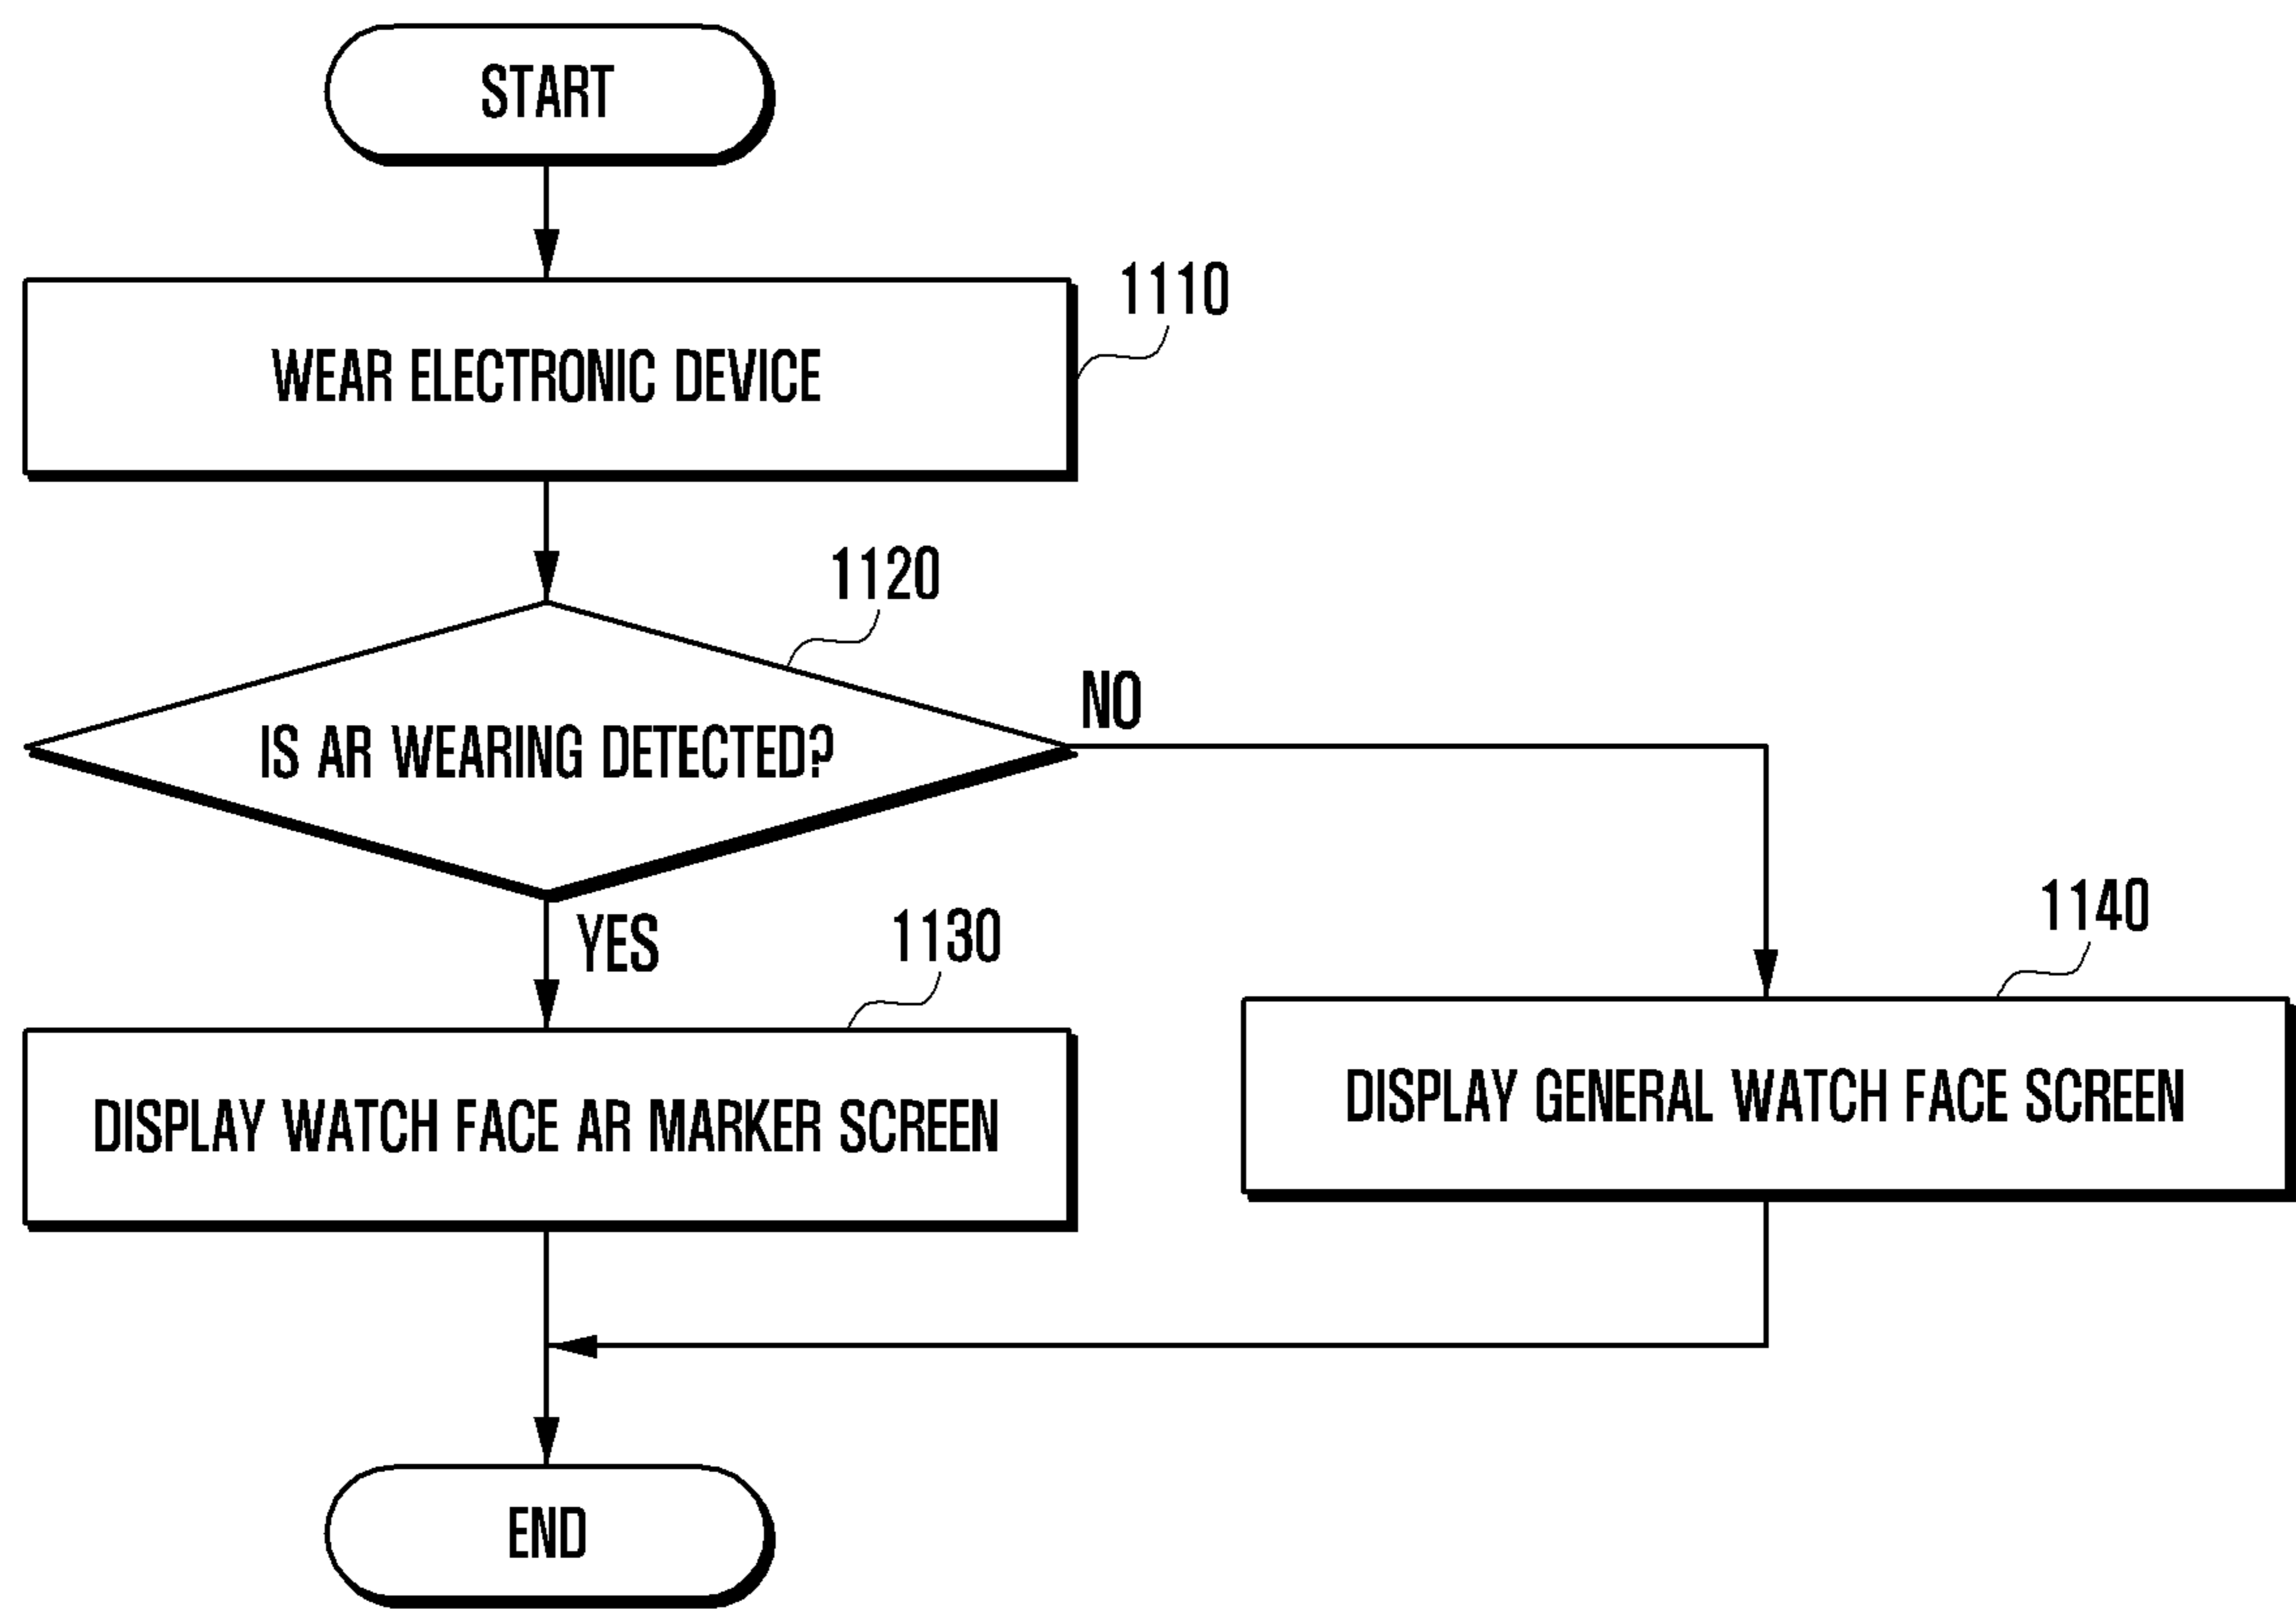 START
1110
WEAR ELECTRONIC DEVICE
1120
IS AR WEARING DETECTED?
NO
YES
1130
DISPLAY WATCH FACE AR MARKER SCREEN
1140
DISPLAY GENERAL WATCH FACE SCREEN
END